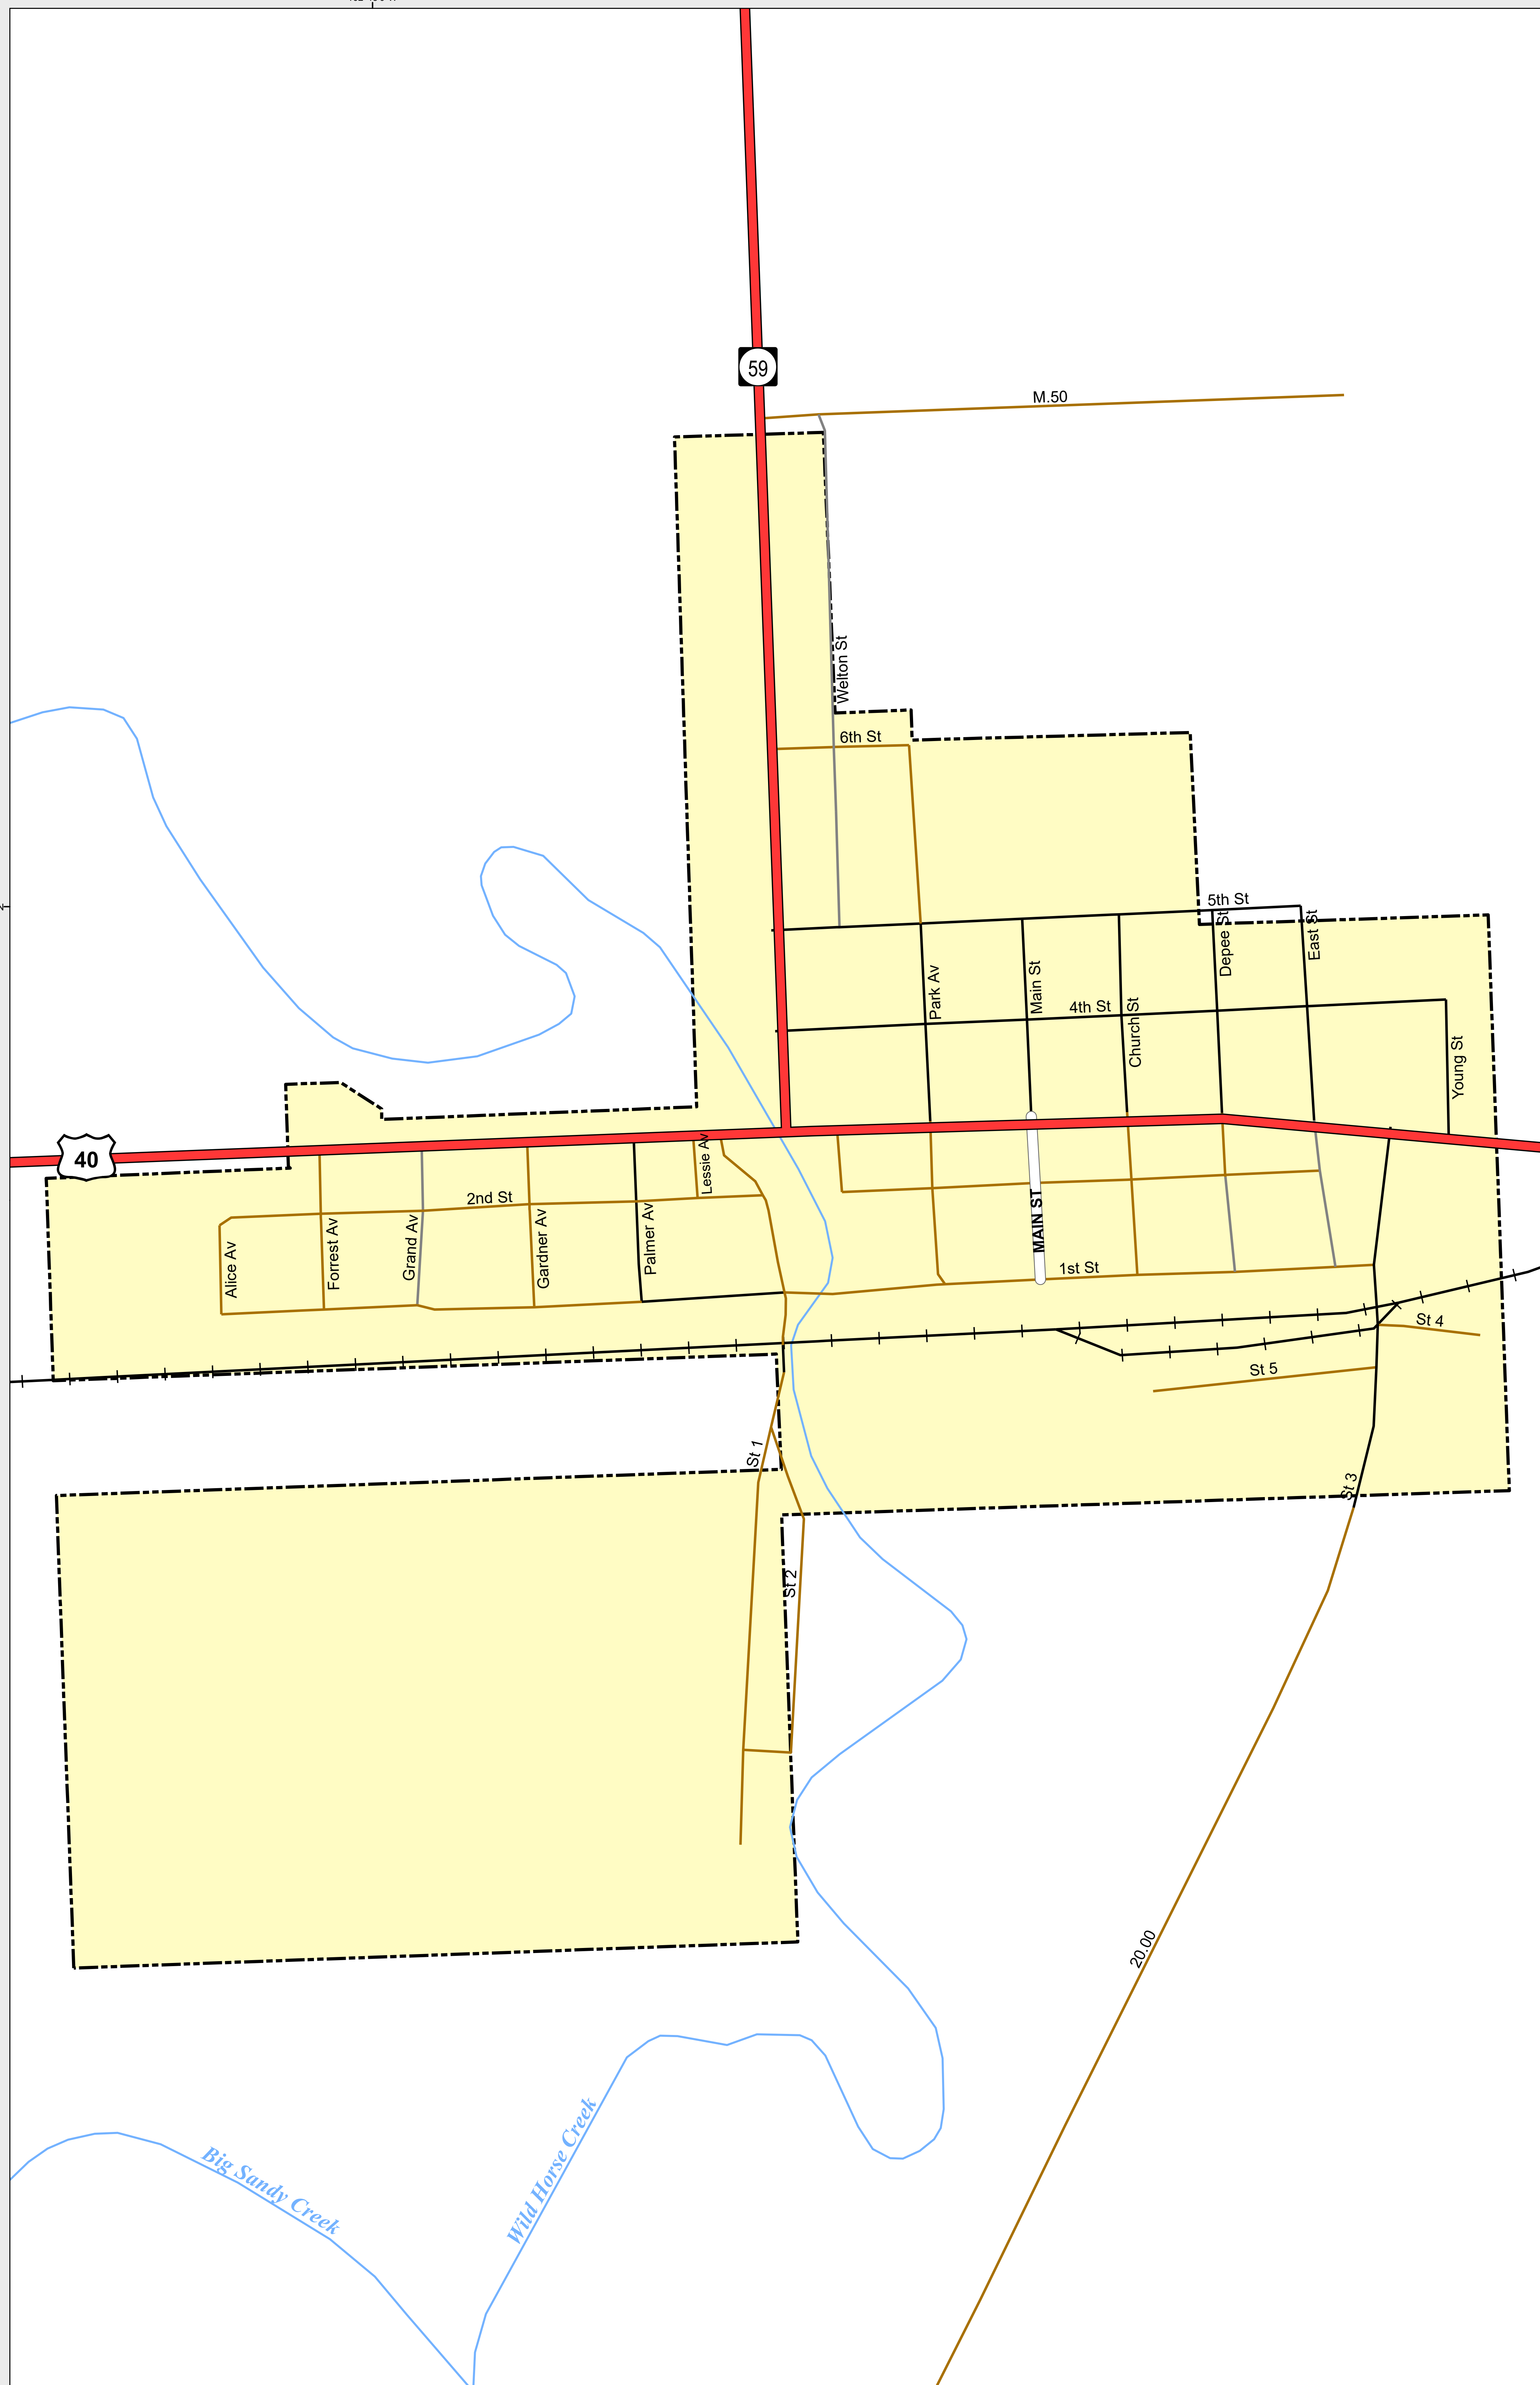 59
M.50
Welton St
6th St
5th St
Depee St
East St
Park Av
Main St
4th St
Church St
Young St
40
Lessie Av
2nd St
MAIN ST
Alice Av
Forrest Av
Grand Av
Gardner Av
Palmer Av
1st St
St 4
St 5
St 1
St 3
St 2
20.00
Big Sandy Creek
Wild Horse Creek